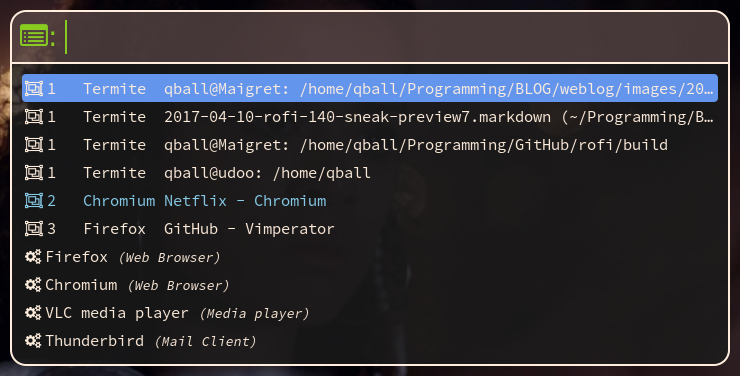 :
1 Termite qball@Maigret: /home/qball/Programming/BLOG/weblog/images/20…
1 Termite 2017-04-10-rofi-140-sneak-preview7.markdown (~/Programming/B…
1 Termite qball@Maigret: /home/qball/Programming/GitHub/rofi/build
1 Termite qball@udoo: /home/qball
2 Chromium Netflix - Chromium
3 Firefox GitHub - Vimperator
Firefox (Web Browser)
Chromium (Web Browser)
VLC media player (Media player)
Thunderbird (Mail Client)